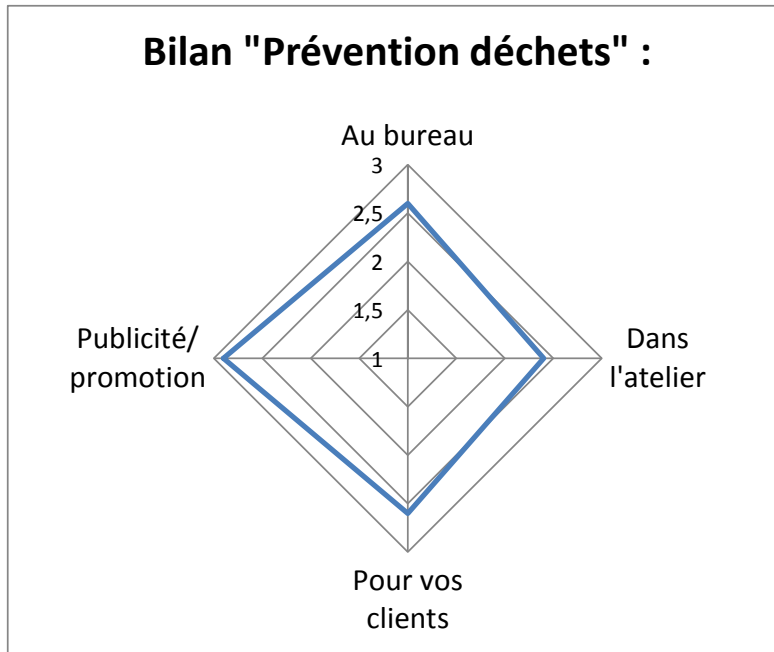 Bilan "Prévention déchets" :
Au bureau
3
2,5
2
1,5
1
Publicité/
promotion
Dans
l'atelier
Pour vos
clients